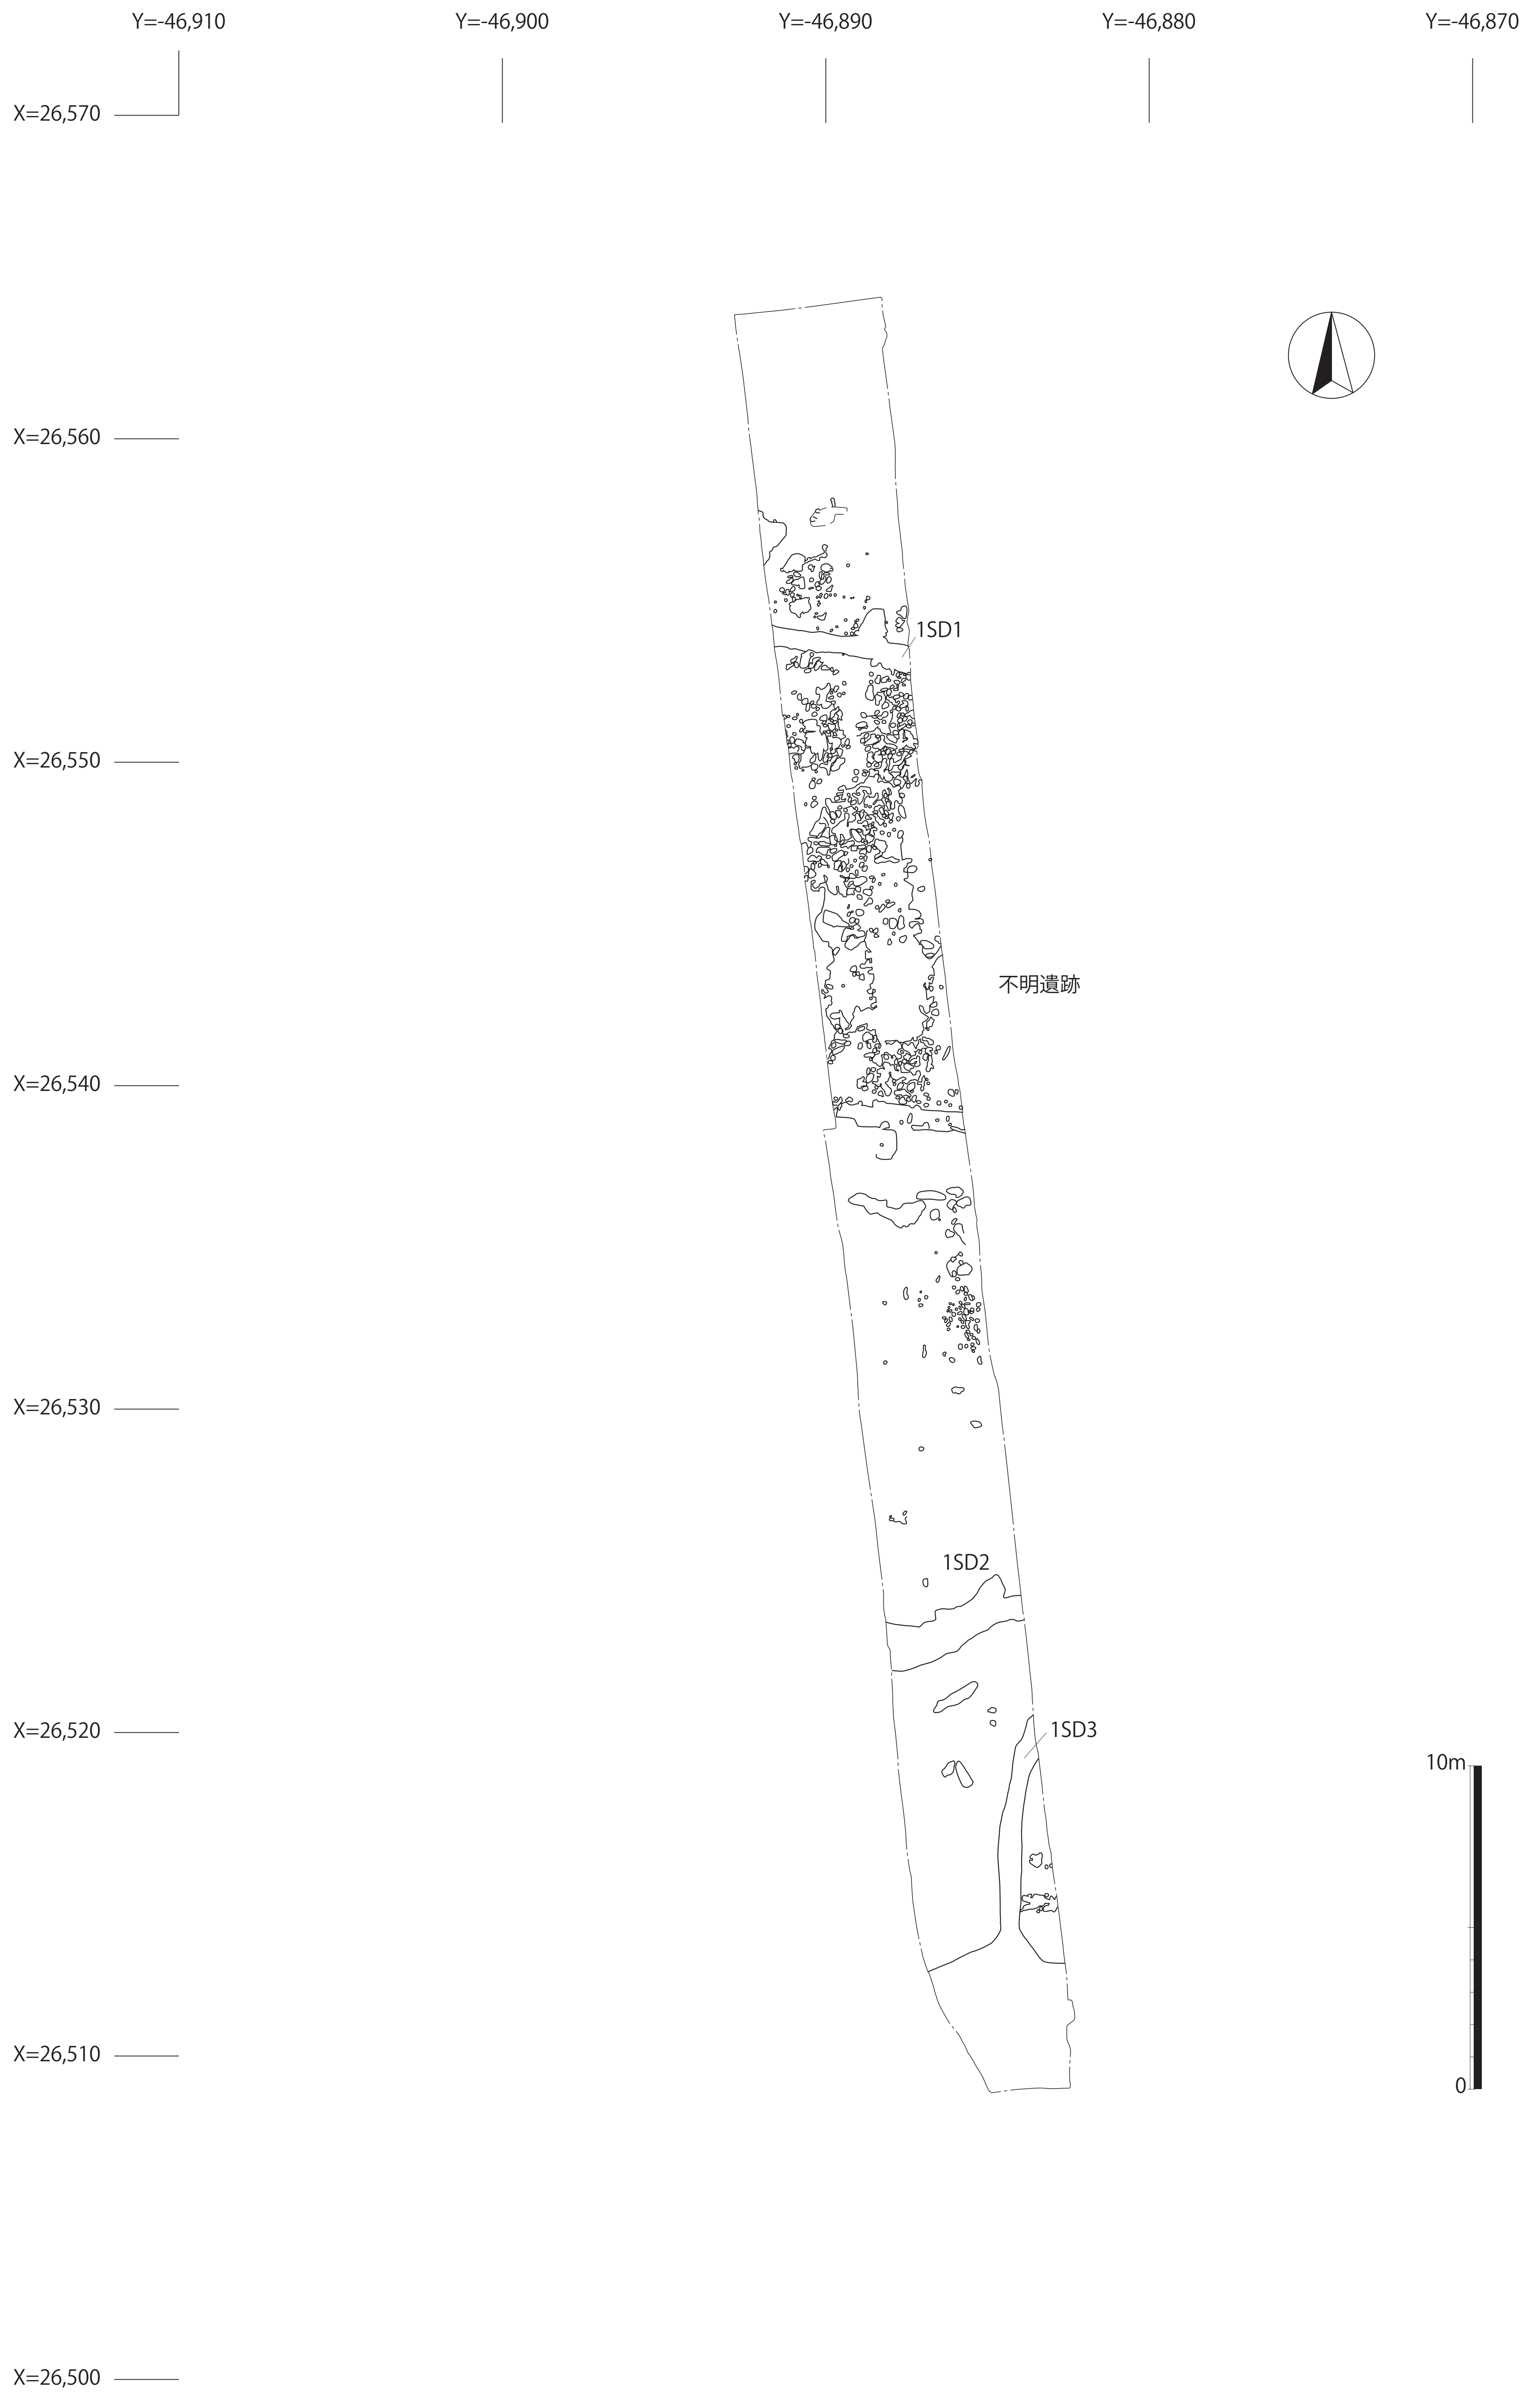 Y=-46,910
Y=-46,900
Y=-46,890
Y=-46,880
Y=-46,870
X=26,570
X=26,560
1SD1
X=26,550
不明遺跡
X=26,540
X=26,530
1SD2
1SD3
X=26,520
10m
X=26,510
0
X=26,500